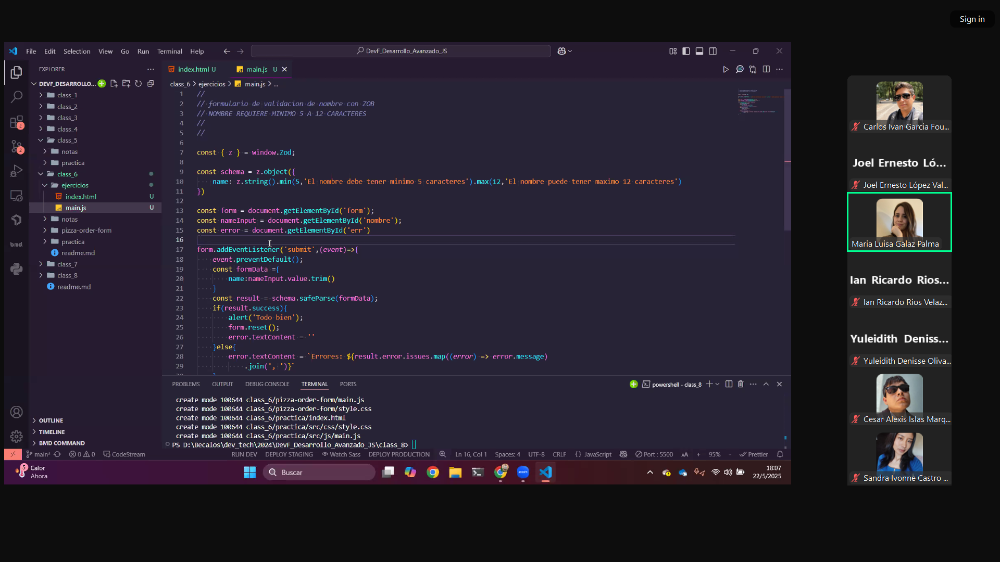 Sign in
File Edit Selection View Go Run Terminal Help
DevF_Desarrollo_Avanzado_JS
EXPLORER
DEVF_DESARROLLO...
class_1
class_2
class_3
class_4
class_5
notas
practica
class_6
ejercicios
index.html U
main.js U
notas
pizza-order-form
practica
readme.md
class_7
class_8
readme.md
OUTLINE
TIMELINE
BMD COMMAND
2
2
bmd
index.html U main.js U
class_6 > ejercicios > main.js > ...
1 //
2 // formulario de validacion de nombre con ZOB
3 // NOMBRE REQUIERE MINIMO 5 A 12 CARACTERES
4 //
5 //
6
7 const { z } = window.Zod;
8
9 const schema = z.object({
10 name: z.string().min(5,'El nombre debe tener minimo 5 caracteres').max(12,'El nombre puede tener maximo 12 caracteres')
11 })
12
13 const form = document.getElementById('form');
14 const nameInput = document.getElementById('nombre');
15 const error = document.getElementById('err')
16
17 form.addEventListener('submit',(event)=>{
18 event.preventDefault();
19 const formData ={
20 name:nameInput.value.trim()
21 }
22 const result = schema.safeParse(formData);
23 if(result.success){
24 alert('Todo bien');
25 form.reset();
26 error.textContent = ''
27 }else{
28 error.textContent = `Errores: ${result.error.issues.map((error) => error.message)
29 .join(', ')}`
PROBLEMS OUTPUT DEBUG CONSOLE TERMINAL PORTS
powershell - class_8
create mode 100644 class_6/pizza-order-form/main.js
create mode 100644 class_6/pizza-order-form/style.css
create mode 100644 class_6/practica/index.html
create mode 100644 class_6/practica/src/css/style.css
create mode 100644 class_6/practica/src/js/main.js
PS D:\Becalos\dev_tech\2024\DevF_Desarrollo_Avanzado_JS\class_8>
main* 0 0 CodeStream RUN DEV DEPLOY STAGING Watch Sass DEPLOY PRODUCTION Ln 16, Col 1 Spaces: 4 UTF-8 CRLF {} JavaScript Port : 5500 + 95% - Prettier
5
Calor
Ahora
Buscar
zoom
18:07
22/5/2025
Carlos Ivan Garcia Fou...
Joel Ernesto Ló...
Joel Ernesto López Val...
Maria Luisa Galaz Palma
Ian Ricardo Rios...
Ian Ricardo Rios Velaz...
Yuleidith Deniss...
Yuleidith Denisse Oliva...
Cesar Alexis Islas Marq...
Sandra Ivonne Castro ...